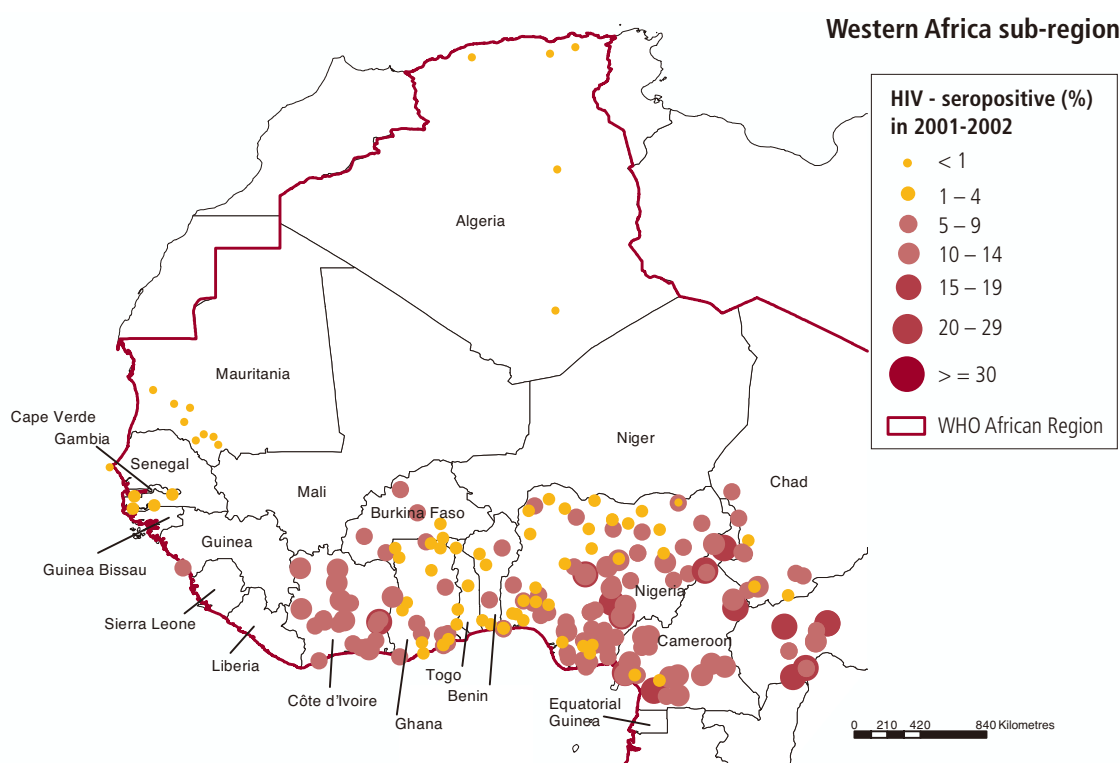 Western Africa sub-region
HIV - seropositive (%)
in 2001-2002
< 1
1 – 4
5 – 9
10 – 14
15 – 19
20 – 29
> = 30
WHO African Region
Algeria
Mauritania
Cape Verde
Gambia
Senegal
Mali
Niger
Chad
Burkina Faso
Guinea
Guinea Bissau
Nigeria
Sierra Leone
Cameroon
Liberia
Togo
Benin
Côte d'Ivoire
Ghana
Equatorial
Guinea
0 210 420 840 Kilometres